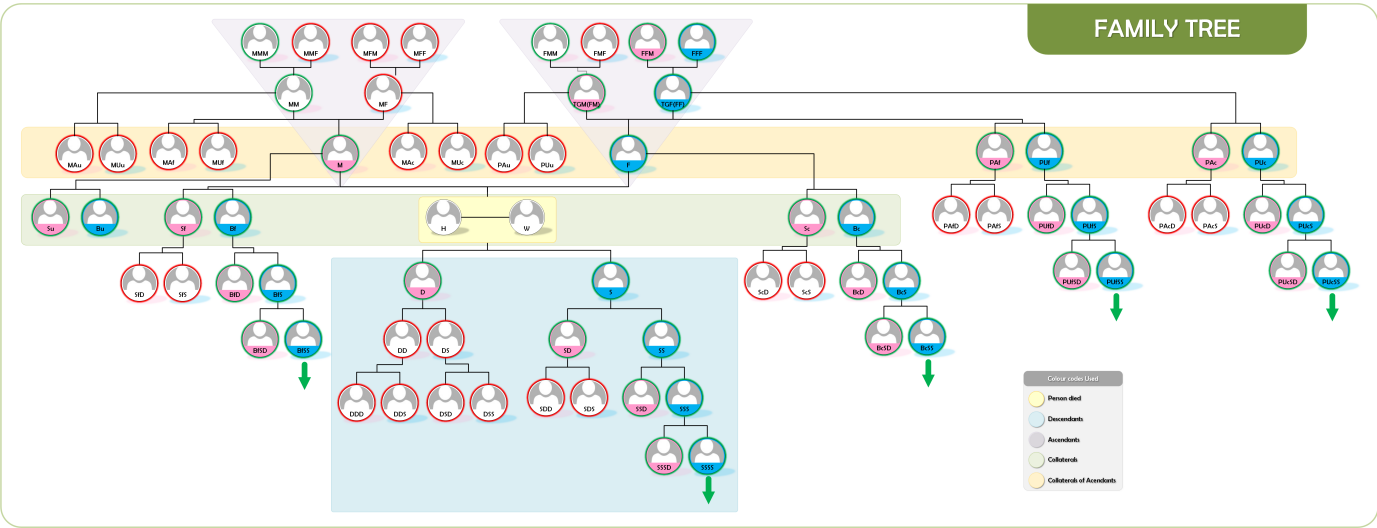 FAMILY TREE
MMM MMF MFM MFF FMM FMF FFM FFF
MM MF TGM(FM) TGF(FF)
MAu MUu MAf MUf M MAc MUc PAu PUu F PAf PUf PAc PUc
Su Bu Sf Bf H W Sc Bc PAfD PAfS PUfD PUfS PAcD PAcS PUcD PUcS
SfD SfS BfD BfS D S ScD ScS BcD BcS PUfSD PUfSS PUcSD PUcSS
BfSD BfSS DD DS SD SS BcSD BcSS
DDD DDS DSD DSS SDD SDS SSD SSS
SSSD SSSS
Colour codes Used
Person died
Descendants
Ascendants
Collaterals
Collaterals of Acendants